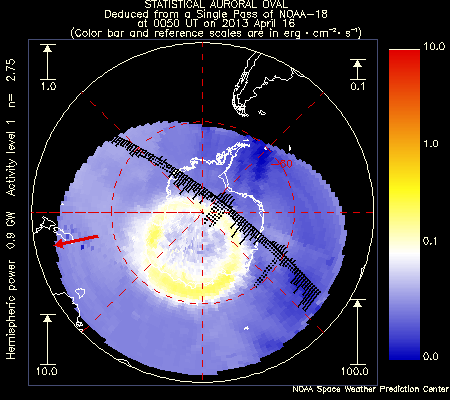 STATISTICAL AURORAL OVAL
Deduced from a Single Pass of NOAA-18
at 0050 UT on 2013 April 16
(Color bar and reference scales are in erg·cm⁻²·s⁻¹)
1.0
0.1
10.0
1.0
0.1
0.0
Hemispheric power 0.9 GW Activity level 1 n= 2.75
10.0
100.0
NOAA Space Weather Prediction Center